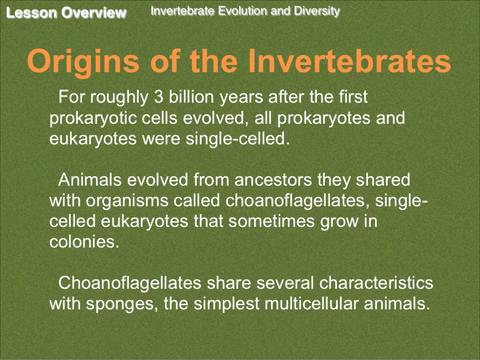 Lesson Overview Invertebrate Evolution and Diversity
Origins of the Invertebrates
For roughly 3 billion years after the first
prokaryotic cells evolved, all prokaryotes and
eukaryotes were single-celled.
Animals evolved from ancestors they shared
with organisms called choanoflagellates, single-
celled eukaryotes that sometimes grow in
colonies.
Choanoflagellates share several characteristics
with sponges, the simplest multicellular animals.